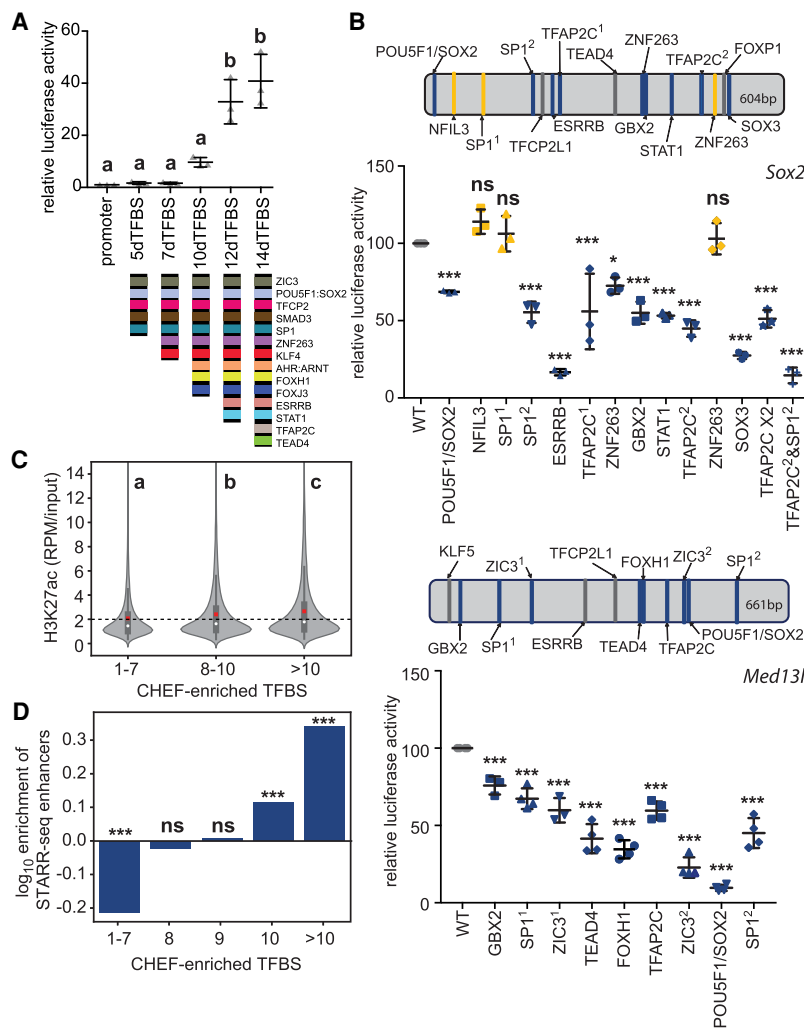 A
relative luciferase activity
60
40
20
0
a
a
a
a
b
b
promoter
5dTFBS
7dTFBS
10dTFBS
12dTFBS
14dTFBS
ZIC3
POU5F1:SOX2
TFCP2
SMAD3
SP1
ZNF263
KLF4
AHR:ARNT
FOXH1
FOXJ3
ESRRB
STAT1
TFAP2C
TEAD4
B
POU5F1/SOX2
SP1²
TFAP2C¹
TEAD4
ZNF263
TFAP2C²
FOXP1
604bp
NFIL3
SP1¹
TFCP2L1
ESRRB
GBX2
STAT1
ZNF263
SOX3
Sox2
relative luciferase activity
150
100
50
0
***
ns
ns
***
***
***
*
***
***
***
ns
***
***
***
WT
POU5F1/SOX2
NFIL3
SP1¹
SP1²
ESRRB
TFAP2C¹
ZNF263
GBX2
STAT1
TFAP2C²
ZNF263
SOX3
TFAP2C X2
TFAP2C²&SP1²
KLF5
ZIC3¹
TFCP2L1
FOXH1
ZIC3²
SP1²
661bp
GBX2
SP1¹
ESRRB
TEAD4
TFAP2C
POU5F1/SOX2
Med13l
relative luciferase activity
150
100
50
0
***
***
***
***
***
***
***
***
***
WT
GBX2
SP1¹
ZIC3¹
TEAD4
FOXH1
TFAP2C
ZIC3²
POU5F1/SOX2
SP1²
C
H3K27ac (RPM/input)
14
12
10
8
6
4
2
0
a
b
c
1-7
8-10
>10
CHEF-enriched TFBS
D
log₁₀ enrichment of
STARR-seq enhancers
0.3
0.2
0.1
0.0
-0.1
-0.2
***
ns
ns
***
***
1-7
8
9
10
>10
CHEF-enriched TFBS